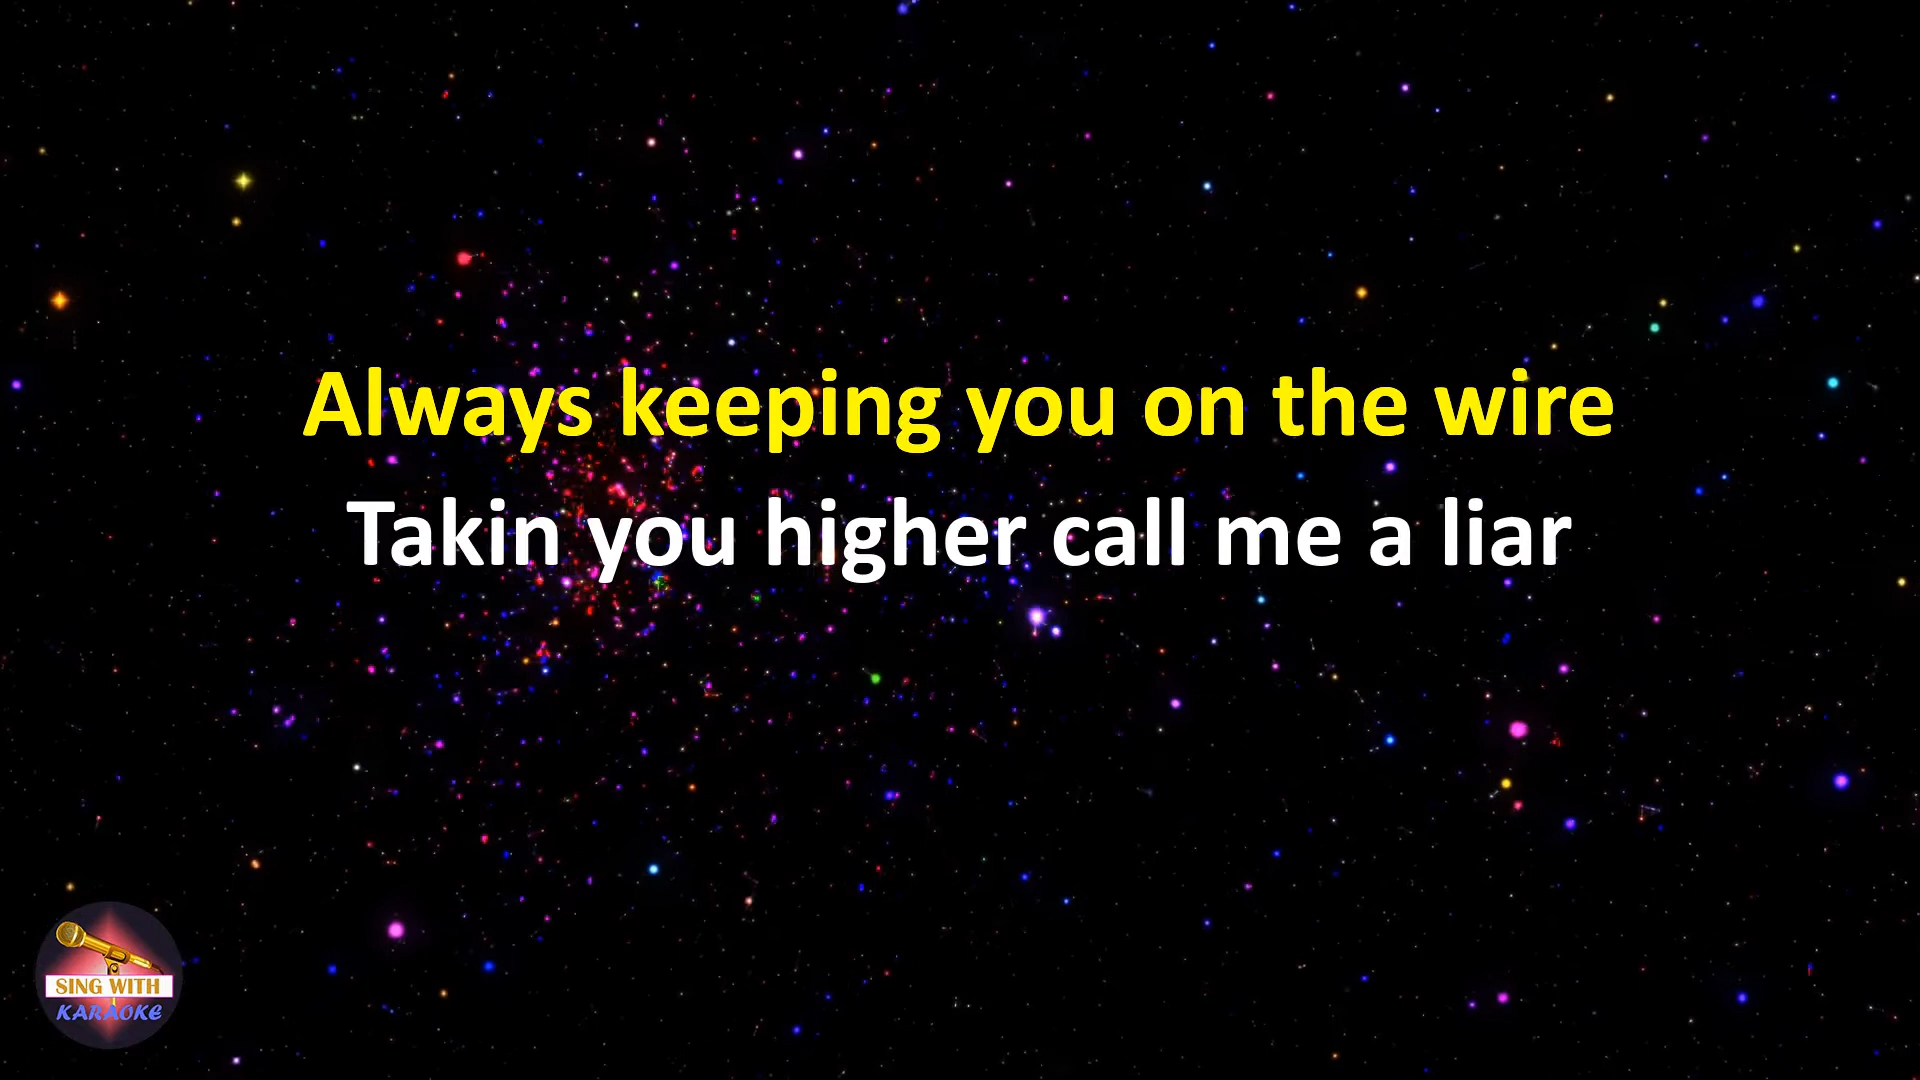 Always keeping you on the wire
Takin you higher call me a liar
SING WITH
KARAOKE